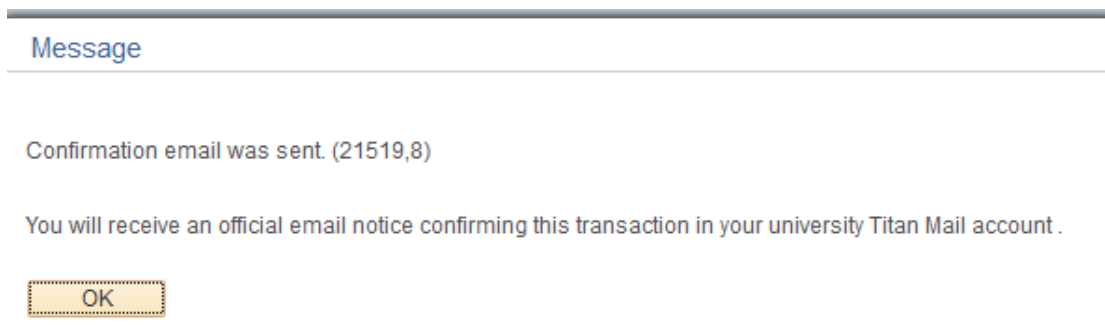 Message
Confirmation email was sent. (21519,8)
You will receive an official email notice confirming this transaction in your university Titan Mail account .
OK